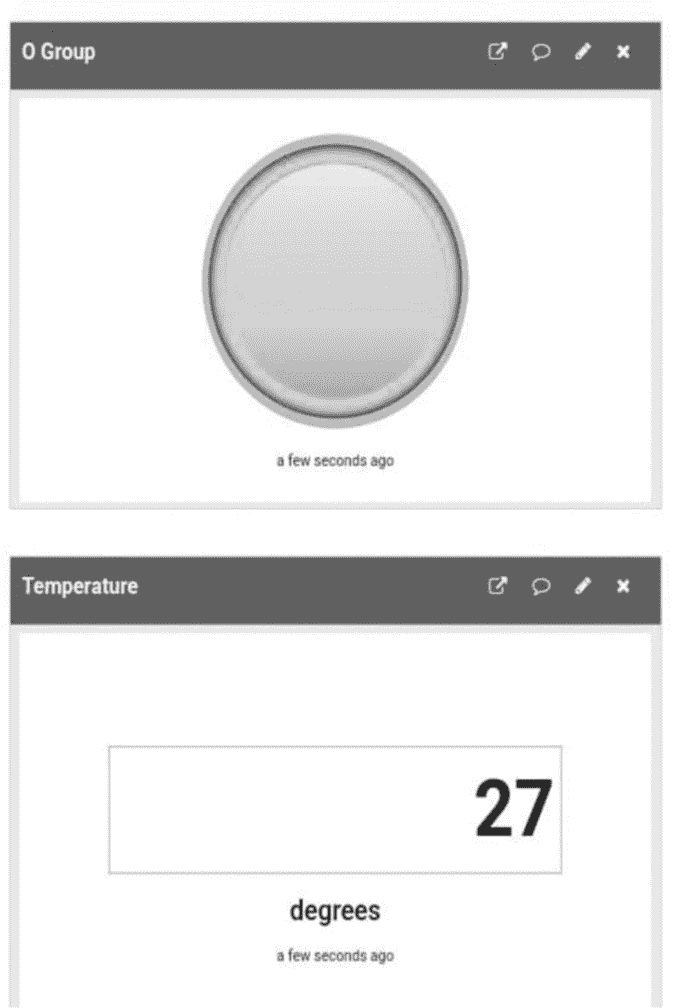 O Group
a few seconds ago
Temperature
27
degrees
a few seconds ago